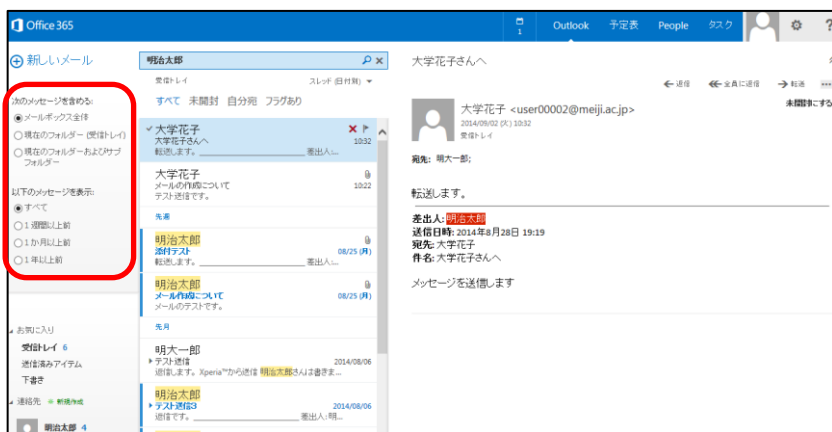 Office 365
1
Outlook
予定表
People
タスク
?
新しいメール
明治太郎
大学花子さんへ
受信トレイ
スレッド (日付別)
すべて 未開封 自分宛 フラグあり
返信
全員に返信
転送
未開封にする
次のメッセージを含める:
メールボックス全体
現在のフォルダー (受信トレイ)
現在のフォルダーおよびサブ
フォルダー
以下のメッセージを表示:
すべて
1 週間以上前
1 か月以上前
1 年以上前
お気に入り
受信トレイ 6
送信済みアイテム
下書き
連絡先 新規作成
明治太郎 4
大学花子
大学花子さんへ 10:32
転送します。 ________ 差出人:...
大学花子
メールの作成について 10:22
テスト送信です。
先週
明治太郎
添付テスト 08/25 (月)
転送します。 ________ 差出人:...
明治太郎
メール作成について 08/25 (月)
メールのテストです。
先月
明大一郎
テスト送信 2014/08/06
返信します。Xperia™から送信 明治太郎さんは書きま...
明治太郎
テスト送信3 2014/08/06
返信です。 ________ 差出人: 明...
大学花子 <user00002@meiji.ac.jp>
2014/09/02 (火) 10:32
受信トレイ
宛先: 明大一郎;
転送します。
差出人: 明治太郎
送信日時: 2014年8月28日 19:19
宛先: 大学花子
件名: 大学花子さんへ
メッセージを送信します